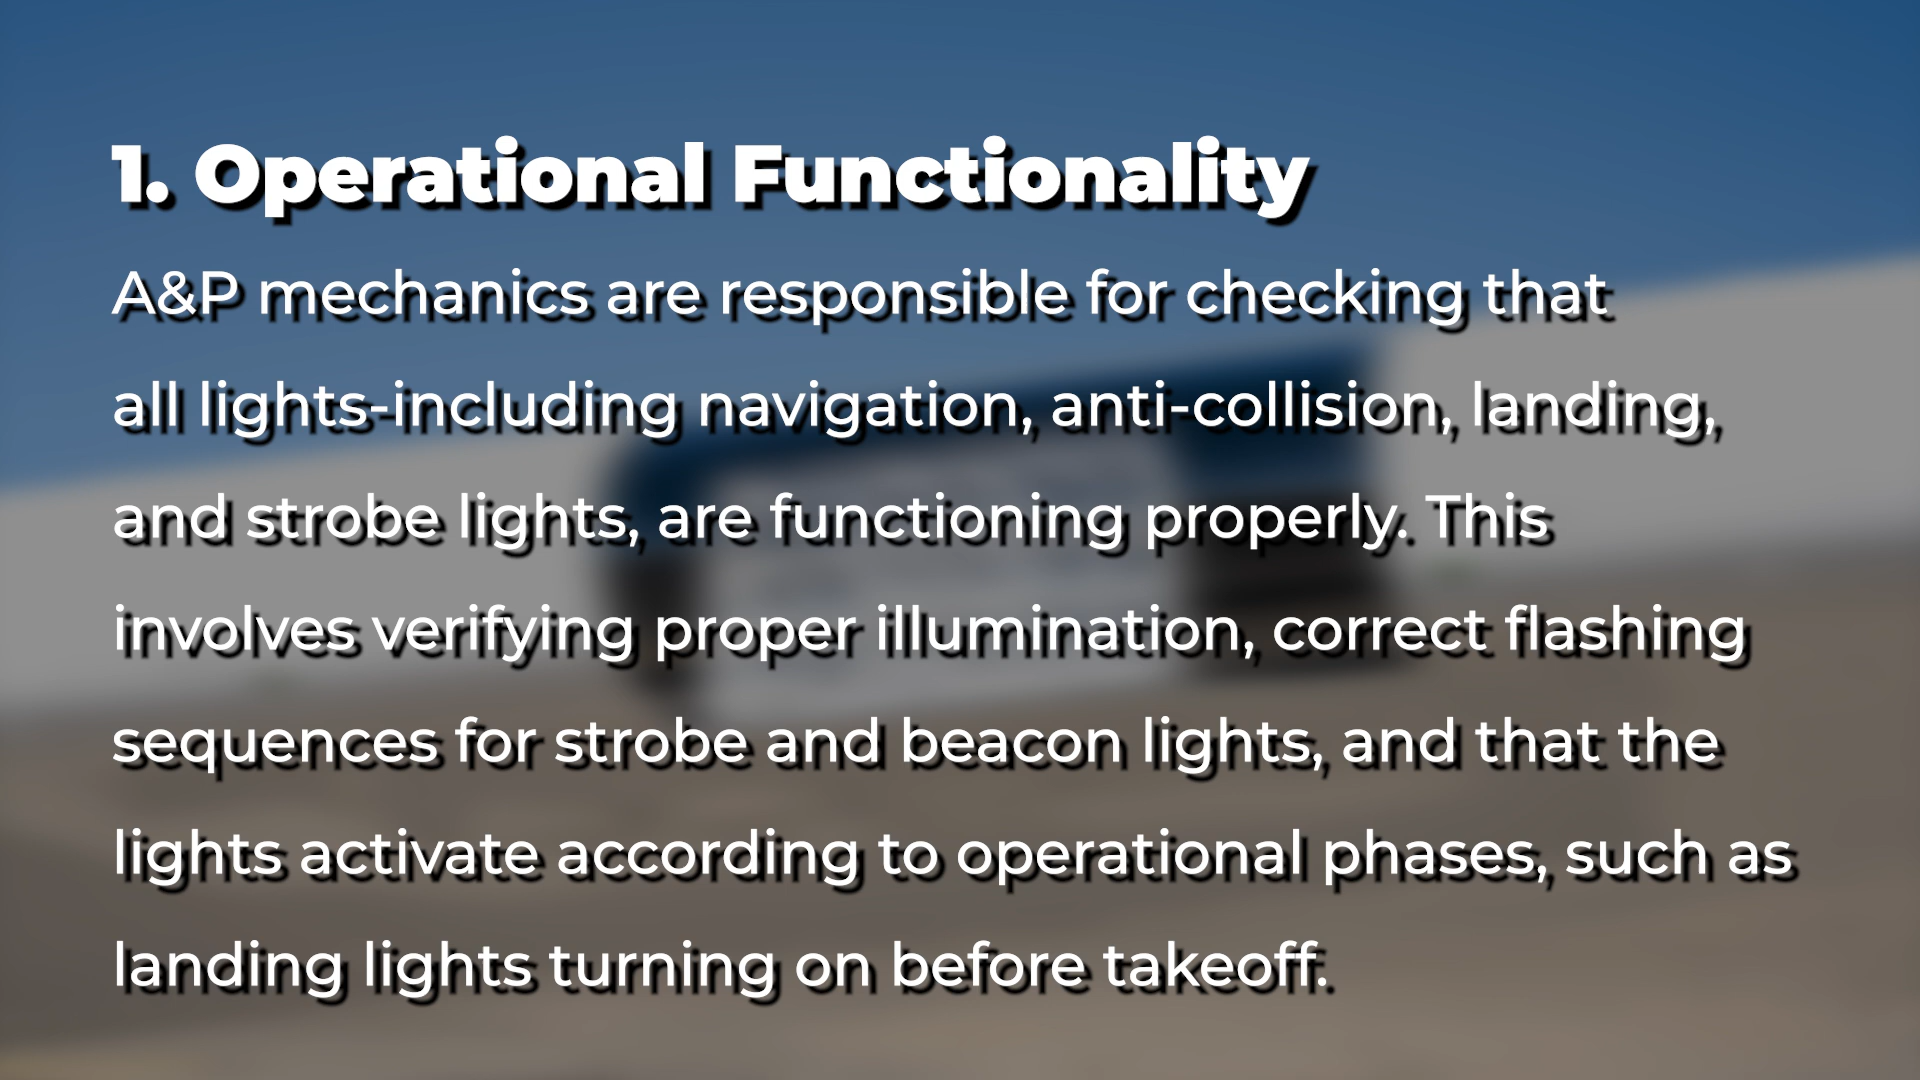 1. Operational Functionality
A&P mechanics are responsible for checking that
all lights-including navigation, anti-collision, landing,
and strobe lights, are functioning properly. This
involves verifying proper illumination, correct flashing
sequences for strobe and beacon lights, and that the
lights activate according to operational phases, such as
landing lights turning on before takeoff.